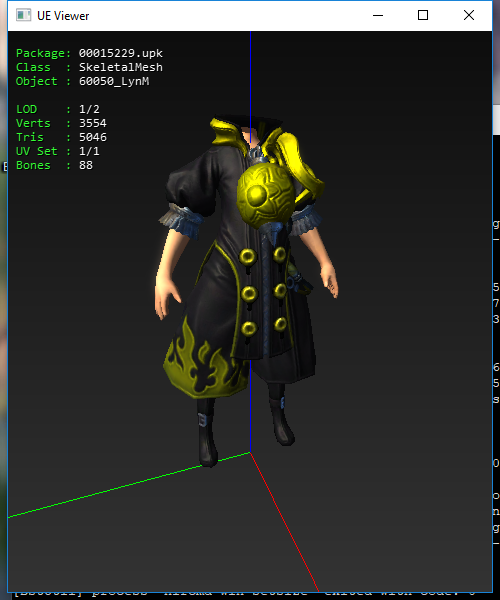 UE Viewer
Package: 00015229.upk
Class : SkeletalMesh
Object : 60050_LynM
LOD : 1/2
Verts : 3554
Tris : 5046
UV Set : 1/1
Bones : 88